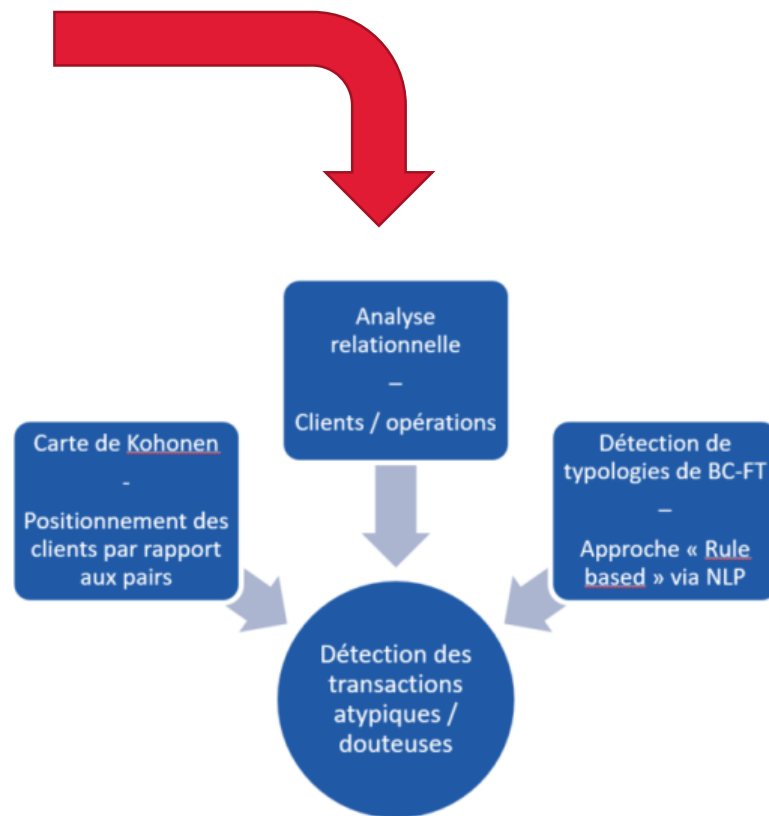 Analyse
relationnelle
–
Clients / opérations
Carte de Kohonen
-
Positionnement des
clients par rapport
aux pairs
Détection de
typologies de BC-FT
–
Approche « Rule
based » via NLP
Détection des
transactions
atypiques /
douteuses